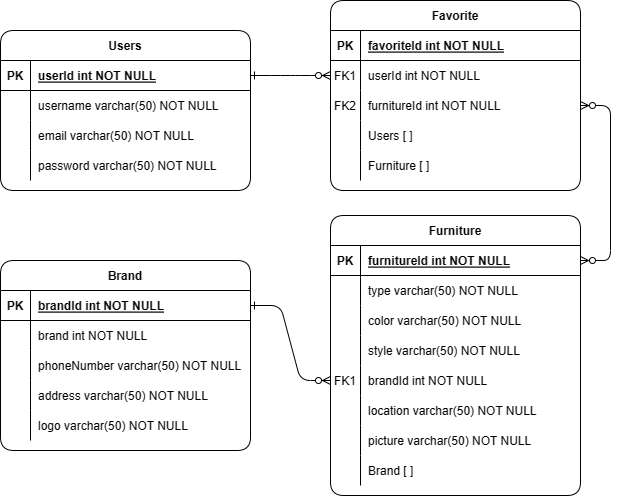 Users
PK userId int NOT NULL
username varchar(50) NOT NULL
email varchar(50) NOT NULL
password varchar(50) NOT NULL
Favorite
PK favoriteId int NOT NULL
FK1 userId int NOT NULL
FK2 furnitureId int NOT NULL
Users [ ]
Furniture [ ]
Brand
PK brandId int NOT NULL
brand int NOT NULL
phoneNumber varchar(50) NOT NULL
address varchar(50) NOT NULL
logo varchar(50) NOT NULL
Furniture
PK furnitureId int NOT NULL
type varchar(50) NOT NULL
color varchar(50) NOT NULL
style varchar(50) NOT NULL
FK1 brandId int NOT NULL
location varchar(50) NOT NULL
picture varchar(50) NOT NULL
Brand [ ]